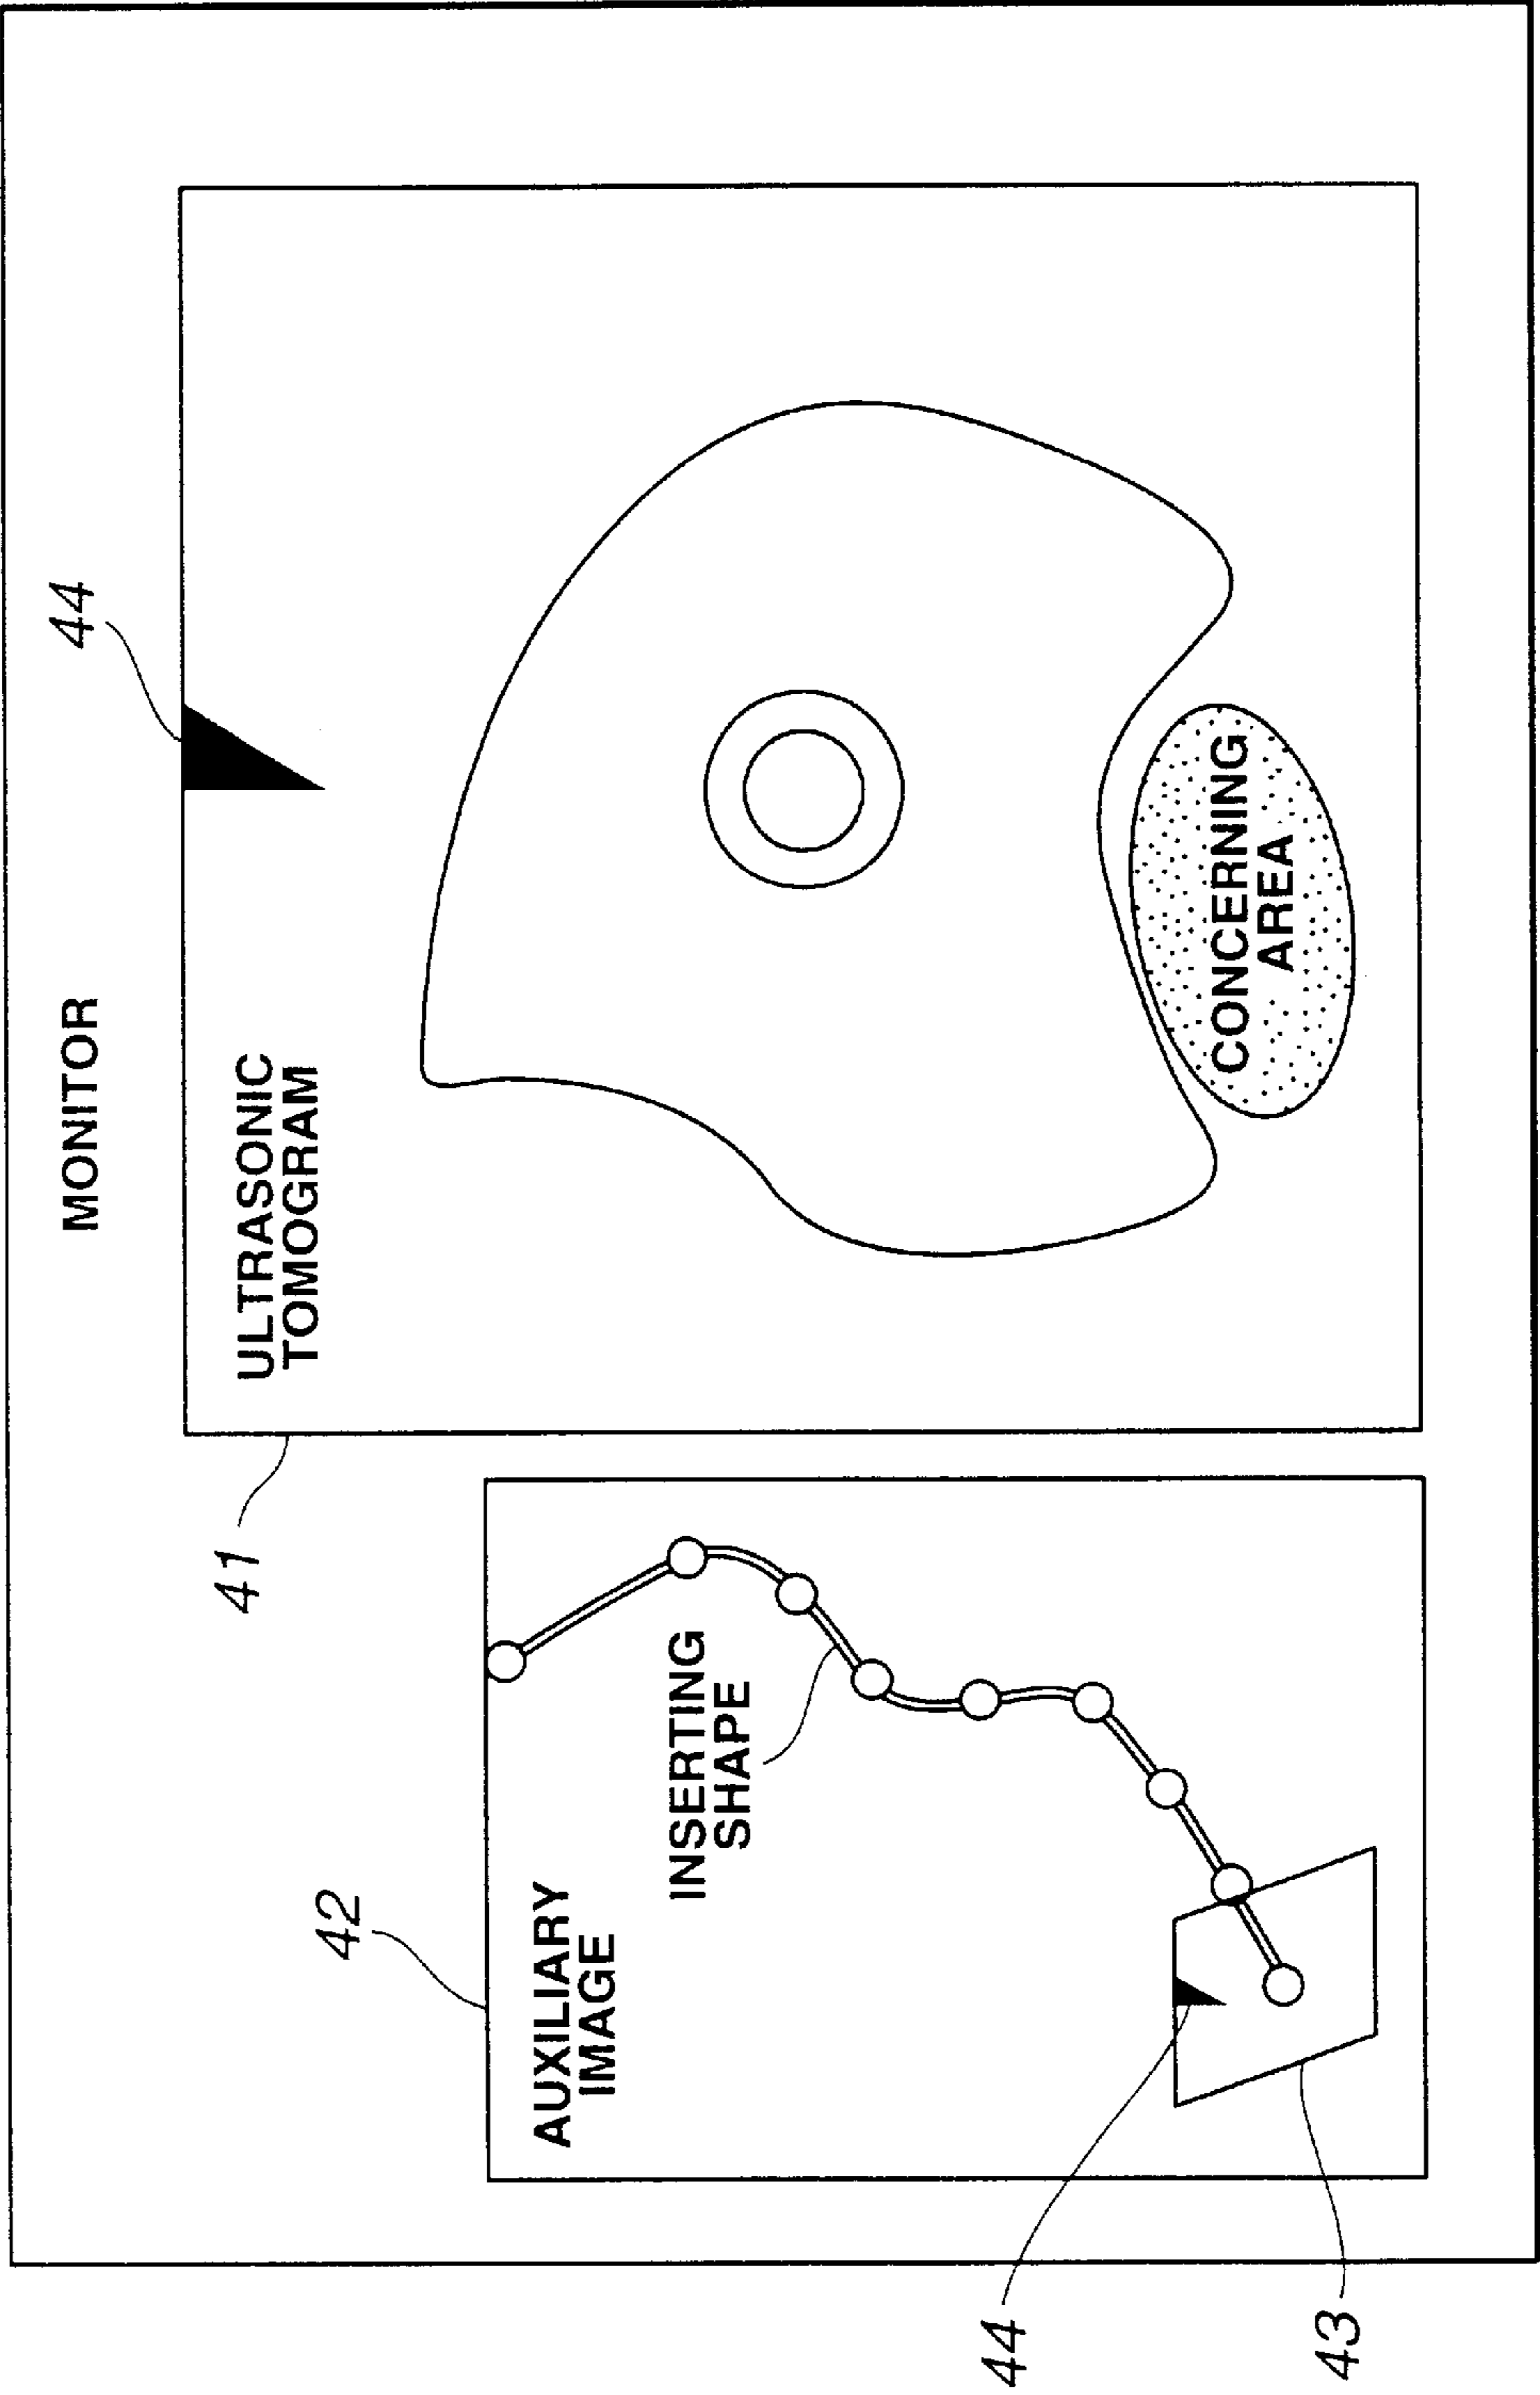 MONITOR
44
ULTRASONIC
TOMOGRAM
41
42
AUXILIARY
IMAGE
INSERTING
SHAPE
CONCERNING
AREA
44
43